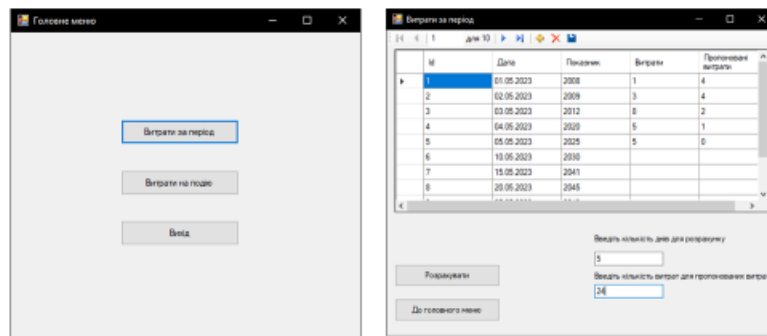 Головне меню
Витрати за період
Витрати на подію
Вихід
Витрати за період
1 для 10
Id Дата Показник Витрати Пропоновані витрати
1 01.05.2023 2008 1 4
2 02.05.2023 2009 3 4
3 03.05.2023 2012 8 2
4 04.05.2023 2020 5 1
5 05.05.2023 2025 5 0
6 10.05.2023 2030
7 15.05.2023 2041
8 20.05.2023 2045
Введіть кількість днів для розрахунку
5
Розрахувати
Введіть кількість витрат для пропонованих витрат
24
До головного меню